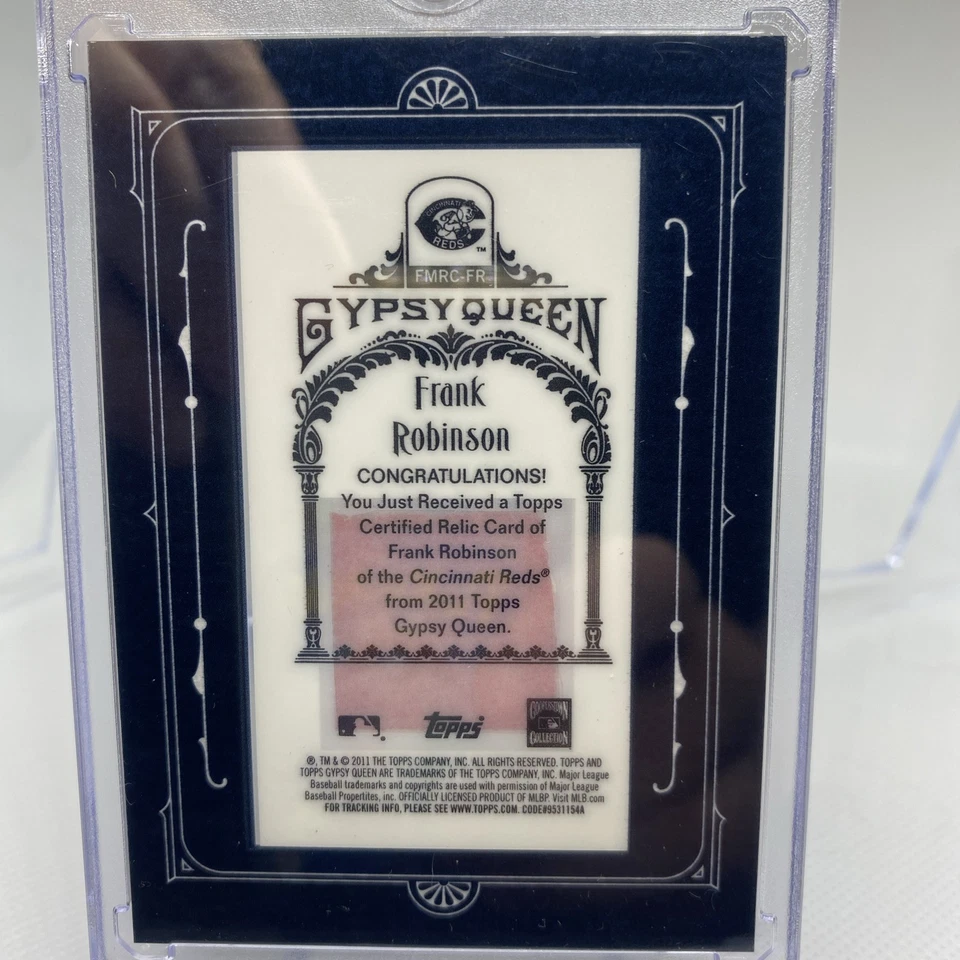 CINCINNATI
REDS
TM
FMRC-FR
GYPSY QUEEN
Frank
Robinson
CONGRATULATIONS!
You Just Received a Topps
Certified Relic Card of
Frank Robinson
of the Cincinnati Reds®
from 2011 Topps
Gypsy Queen.
topps
COOPERSTOWN
COLLECTION
®, TM & © 2011 THE TOPPS COMPANY, INC. ALL RIGHTS RESERVED. TOPPS AND
TOPPS GYPSY QUEEN ARE TRADEMARKS OF THE TOPPS COMPANY, INC. Major League
Baseball trademarks and copyrights are used with permission of Major League
Baseball Propertites, inc. OFFICIALLY LICENSED PRODUCT OF MLBP. Visit MLB.com
FOR TRACKING INFO, PLEASE SEE WWW.TOPPS.COM. CODE#9531154A